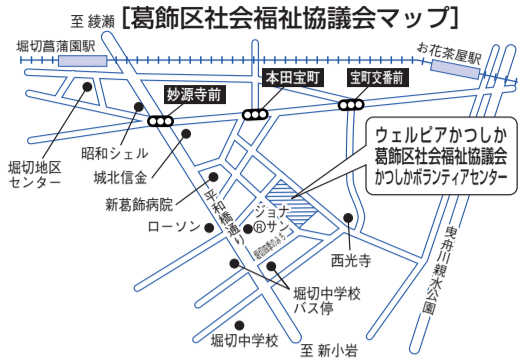 至 綾瀬
[葛飾区社会福祉協議会マップ]
堀切菖蒲園駅
お花茶屋駅
妙源寺前
本田宝町
宝町交番前
昭和シェル
城北信金
堀切地区
センター
新葛飾病院
ローソン
平和橋通り
ジョナ
®サン
堀切四季のみち
ウェルピアかつしか
葛飾区社会福祉協議会
かつしかボランティアセンター
西光寺
曳舟川親水公園
堀切中学校
バス停
堀切中学校
至 新小岩